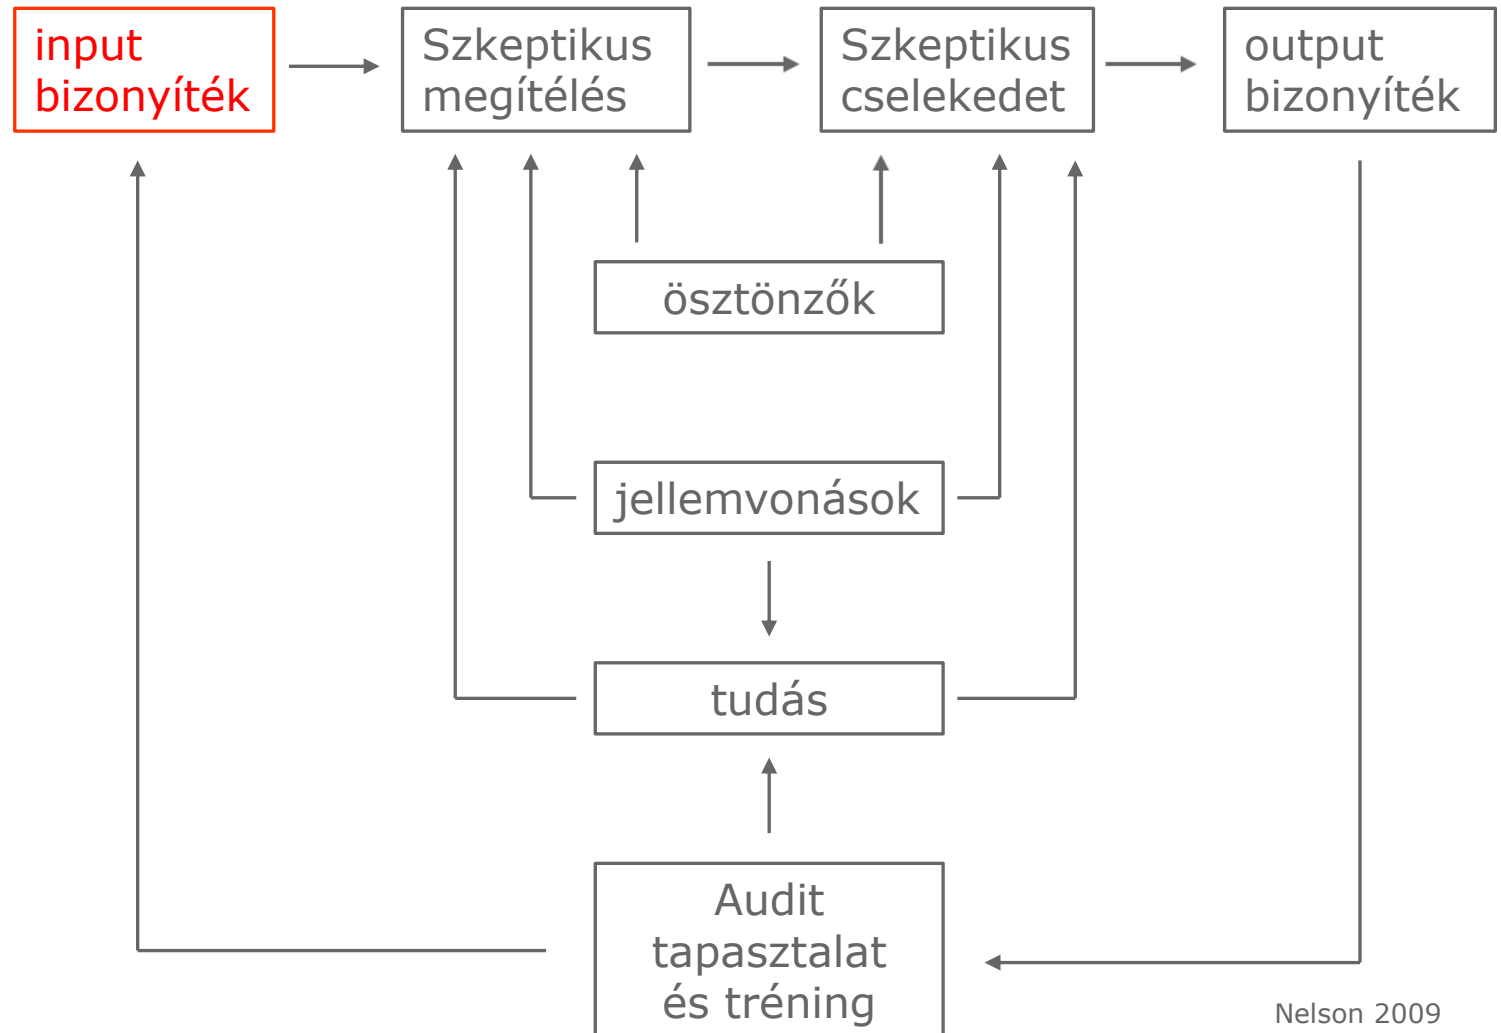 input
bizonyíték
Szkeptikus
megítélés
Szkeptikus
cselekedet
output
bizonyíték
ösztönzők
jellemvonások
tudás
Audit
tapasztalat
és tréning
Nelson 2009